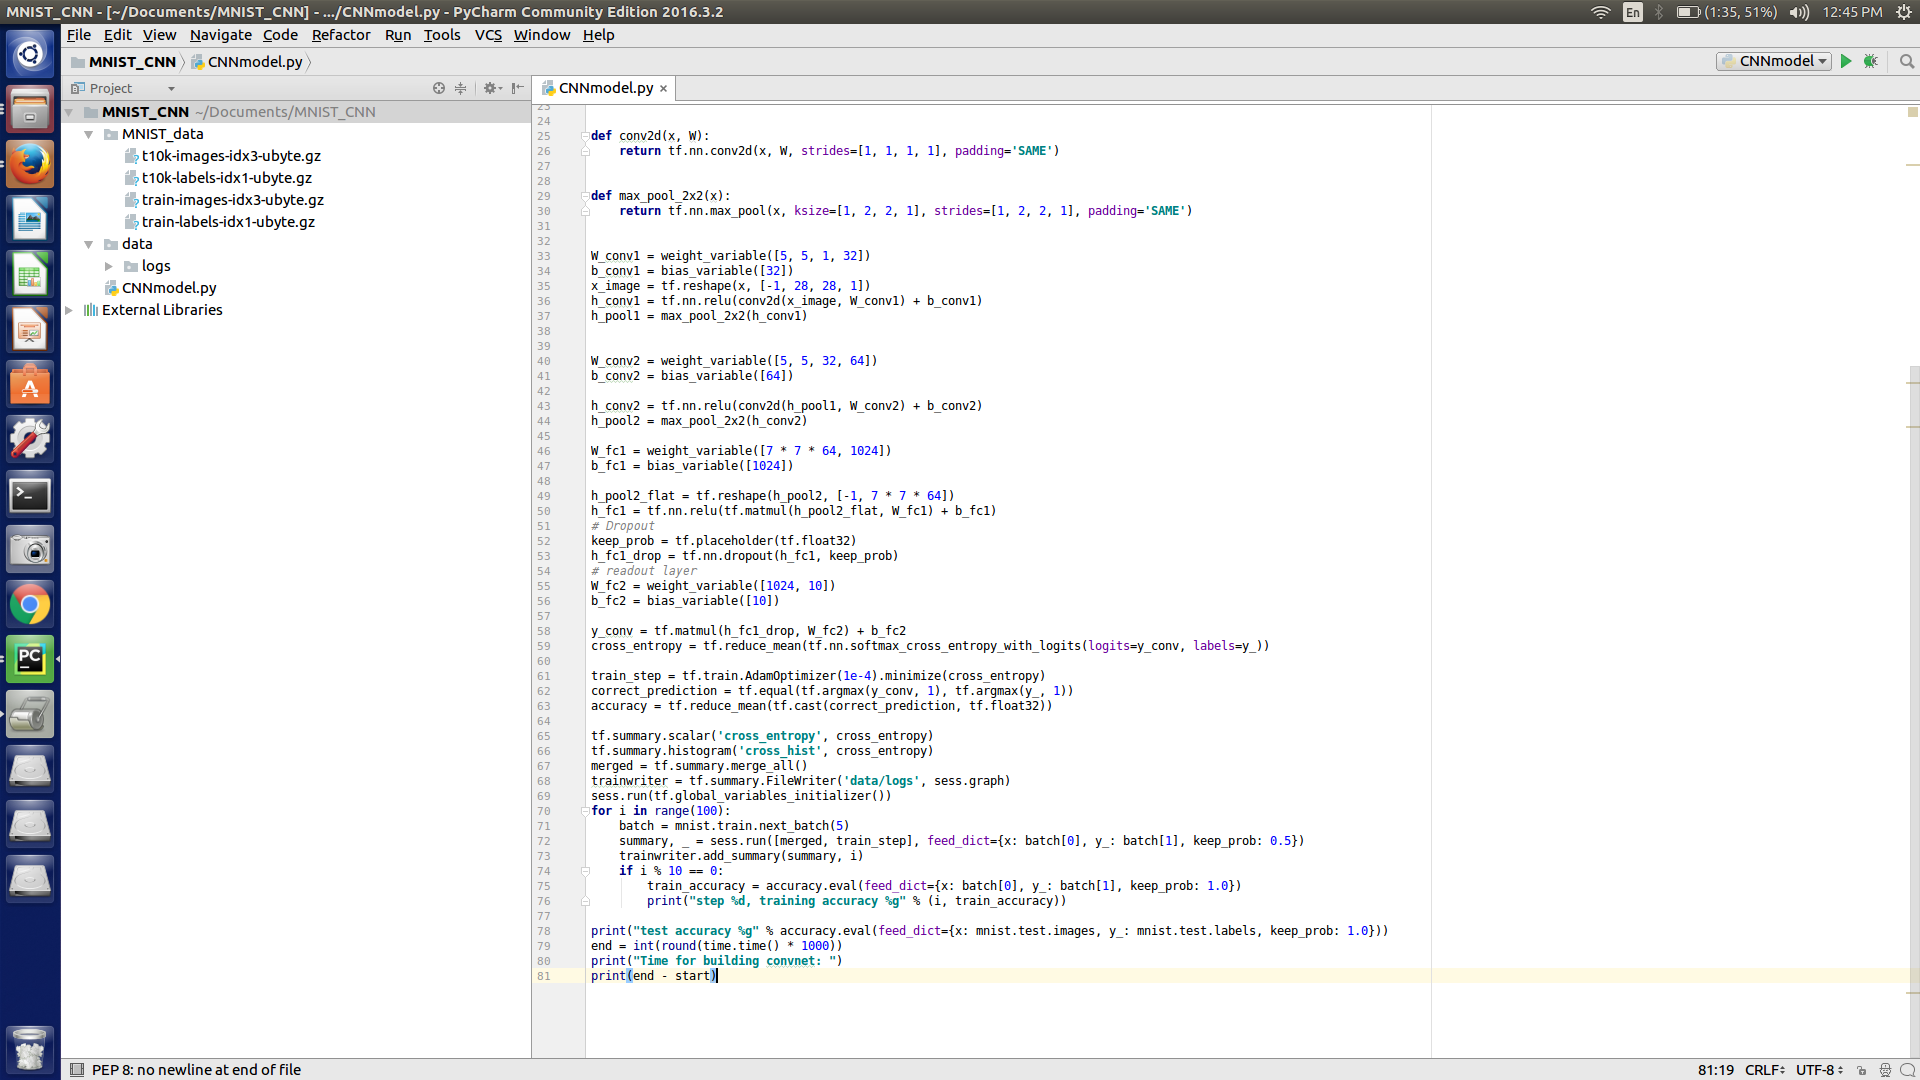 MNIST_CNN - [~/Documents/MNIST_CNN] - .../CNNmodel.py - PyCharm Community Edition 2016.3.2
En
(1:35, 51%)
12:45 PM
File Edit View Navigate Code Refactor Run Tools VCS Window Help
MNIST_CNN CNNmodel.py
CNNmodel
Project
MNIST_CNN ~/Documents/MNIST_CNN
MNIST_data
t10k-images-idx3-ubyte.gz
t10k-labels-idx1-ubyte.gz
train-images-idx3-ubyte.gz
train-labels-idx1-ubyte.gz
data
logs
CNNmodel.py
External Libraries
CNNmodel.py ×
23
24
25 def conv2d(x, W):
26     return tf.nn.conv2d(x, W, strides=[1, 1, 1, 1], padding='SAME')
27
28
29 def max_pool_2x2(x):
30     return tf.nn.max_pool(x, ksize=[1, 2, 2, 1], strides=[1, 2, 2, 1], padding='SAME')
31
32
33 W_conv1 = weight_variable([5, 5, 1, 32])
34 b_conv1 = bias_variable([32])
35 x_image = tf.reshape(x, [-1, 28, 28, 1])
36 h_conv1 = tf.nn.relu(conv2d(x_image, W_conv1) + b_conv1)
37 h_pool1 = max_pool_2x2(h_conv1)
38
39
40 W_conv2 = weight_variable([5, 5, 32, 64])
41 b_conv2 = bias_variable([64])
42
43 h_conv2 = tf.nn.relu(conv2d(h_pool1, W_conv2) + b_conv2)
44 h_pool2 = max_pool_2x2(h_conv2)
45
46 W_fc1 = weight_variable([7 * 7 * 64, 1024])
47 b_fc1 = bias_variable([1024])
48
49 h_pool2_flat = tf.reshape(h_pool2, [-1, 7 * 7 * 64])
50 h_fc1 = tf.nn.relu(tf.matmul(h_pool2_flat, W_fc1) + b_fc1)
51 # Dropout
52 keep_prob = tf.placeholder(tf.float32)
53 h_fc1_drop = tf.nn.dropout(h_fc1, keep_prob)
54 # readout layer
55 W_fc2 = weight_variable([1024, 10])
56 b_fc2 = bias_variable([10])
57
58 y_conv = tf.matmul(h_fc1_drop, W_fc2) + b_fc2
59 cross_entropy = tf.reduce_mean(tf.nn.softmax_cross_entropy_with_logits(logits=y_conv, labels=y_))
60
61 train_step = tf.train.AdamOptimizer(1e-4).minimize(cross_entropy)
62 correct_prediction = tf.equal(tf.argmax(y_conv, 1), tf.argmax(y_, 1))
63 accuracy = tf.reduce_mean(tf.cast(correct_prediction, tf.float32))
64
65 tf.summary.scalar('cross_entropy', cross_entropy)
66 tf.summary.histogram('cross_hist', cross_entropy)
67 merged = tf.summary.merge_all()
68 trainwriter = tf.summary.FileWriter('data/logs', sess.graph)
69 sess.run(tf.global_variables_initializer())
70 for i in range(100):
71     batch = mnist.train.next_batch(5)
72     summary, _ = sess.run([merged, train_step], feed_dict={x: batch[0], y_: batch[1], keep_prob: 0.5})
73     trainwriter.add_summary(summary, i)
74     if i % 10 == 0:
75         train_accuracy = accuracy.eval(feed_dict={x: batch[0], y_: batch[1], keep_prob: 1.0})
76         print("step %d, training accuracy %g" % (i, train_accuracy))
77
78 print("test accuracy %g" % accuracy.eval(feed_dict={x: mnist.test.images, y_: mnist.test.labels, keep_prob: 1.0}))
79 end = int(round(time.time() * 1000))
80 print("Time for building convnet: ")
81 print(end - start)
PEP 8: no newline at end of file
81:19 CRLF UTF-8